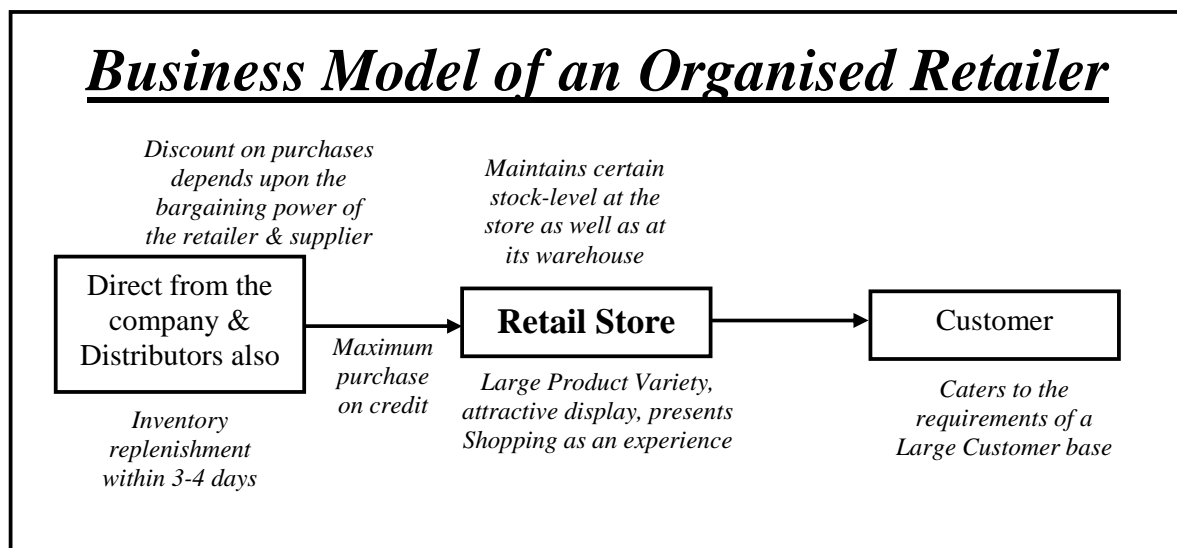 Business Model of an Organised Retailer
Discount on purchases
depends upon the
bargaining power of
the retailer & supplier
Maintains certain
stock-level at the
store as well as at
its warehouse
Direct from the
company &
Distributors also
Maximum
purchase
on credit
Retail Store
Customer
Inventory
replenishment
within 3-4 days
Large Product Variety,
attractive display, presents
Shopping as an experience
Caters to the
requirements of a
Large Customer base